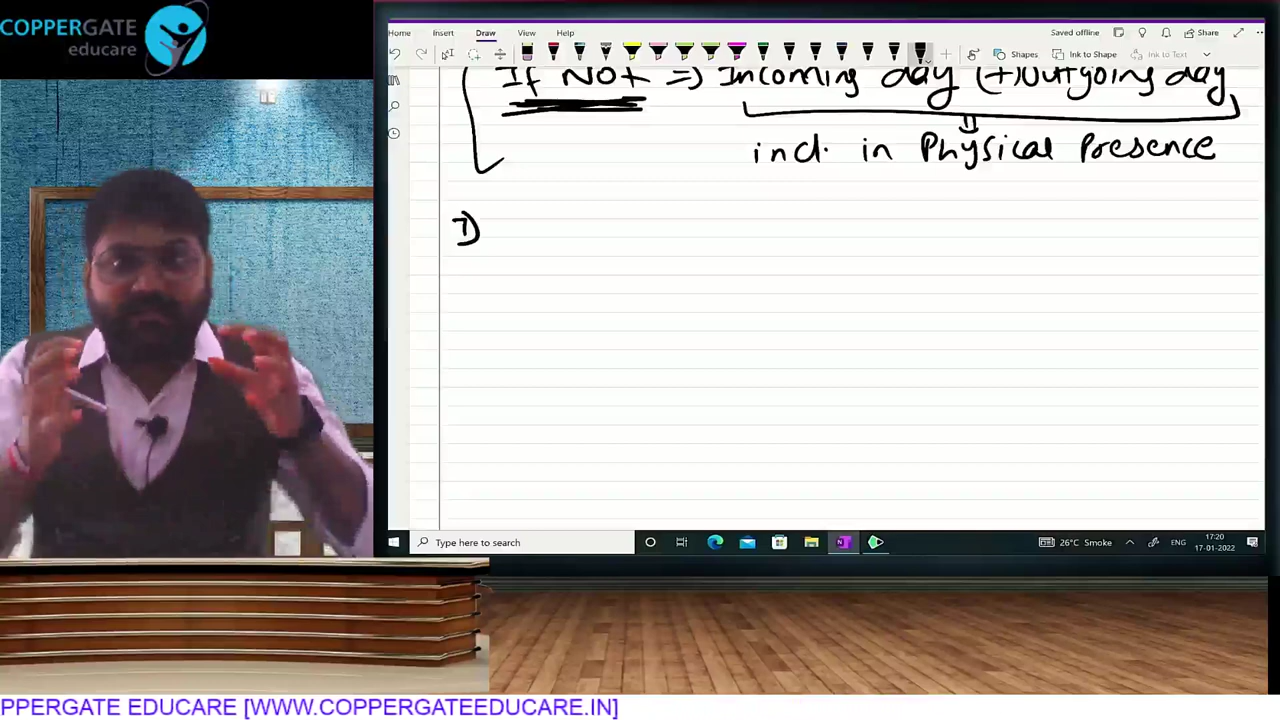 COPPERGATE
educare
Home Insert Draw View Help
Saved offline
Share
Shapes
Ink to Shape
Ink to Text
If Not => Incoming day (+) Outgoing day
incl. in Physical Presence
D
Type here to search
26°C Smoke
ENG
17:20
17-01-2022
PPERGATE EDUCARE [WWW.COPPERGATEEDUCARE.IN]